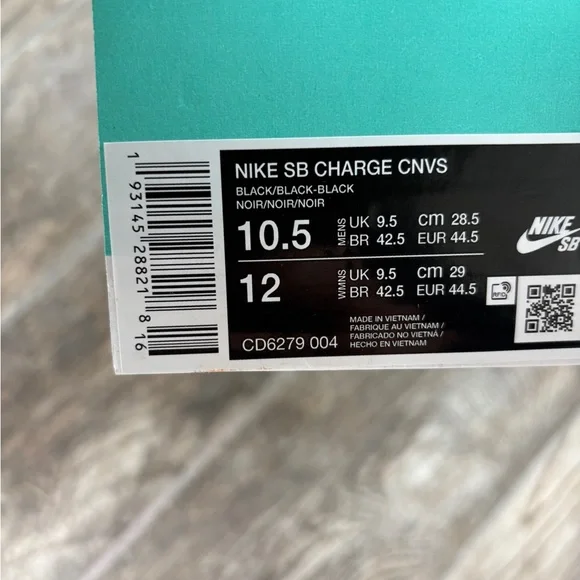 1 93145 28821 8 16
NIKE SB CHARGE CNVS
BLACK/BLACK-BLACK
NOIR/NOIR/NOIR
10.5 MENS UK 9.5 cm 28.5
BR 42.5 EUR 44.5
12 WMNS UK 9.5 cm 29
BR 42.5 EUR 44.5
RFID
NIKE
SB
CD6279 004
MADE IN VIETNAM /
FABRIQUE AU VIETNAM /
FABRICADO NO VIETNÃ /
HECHO EN VIETNAM